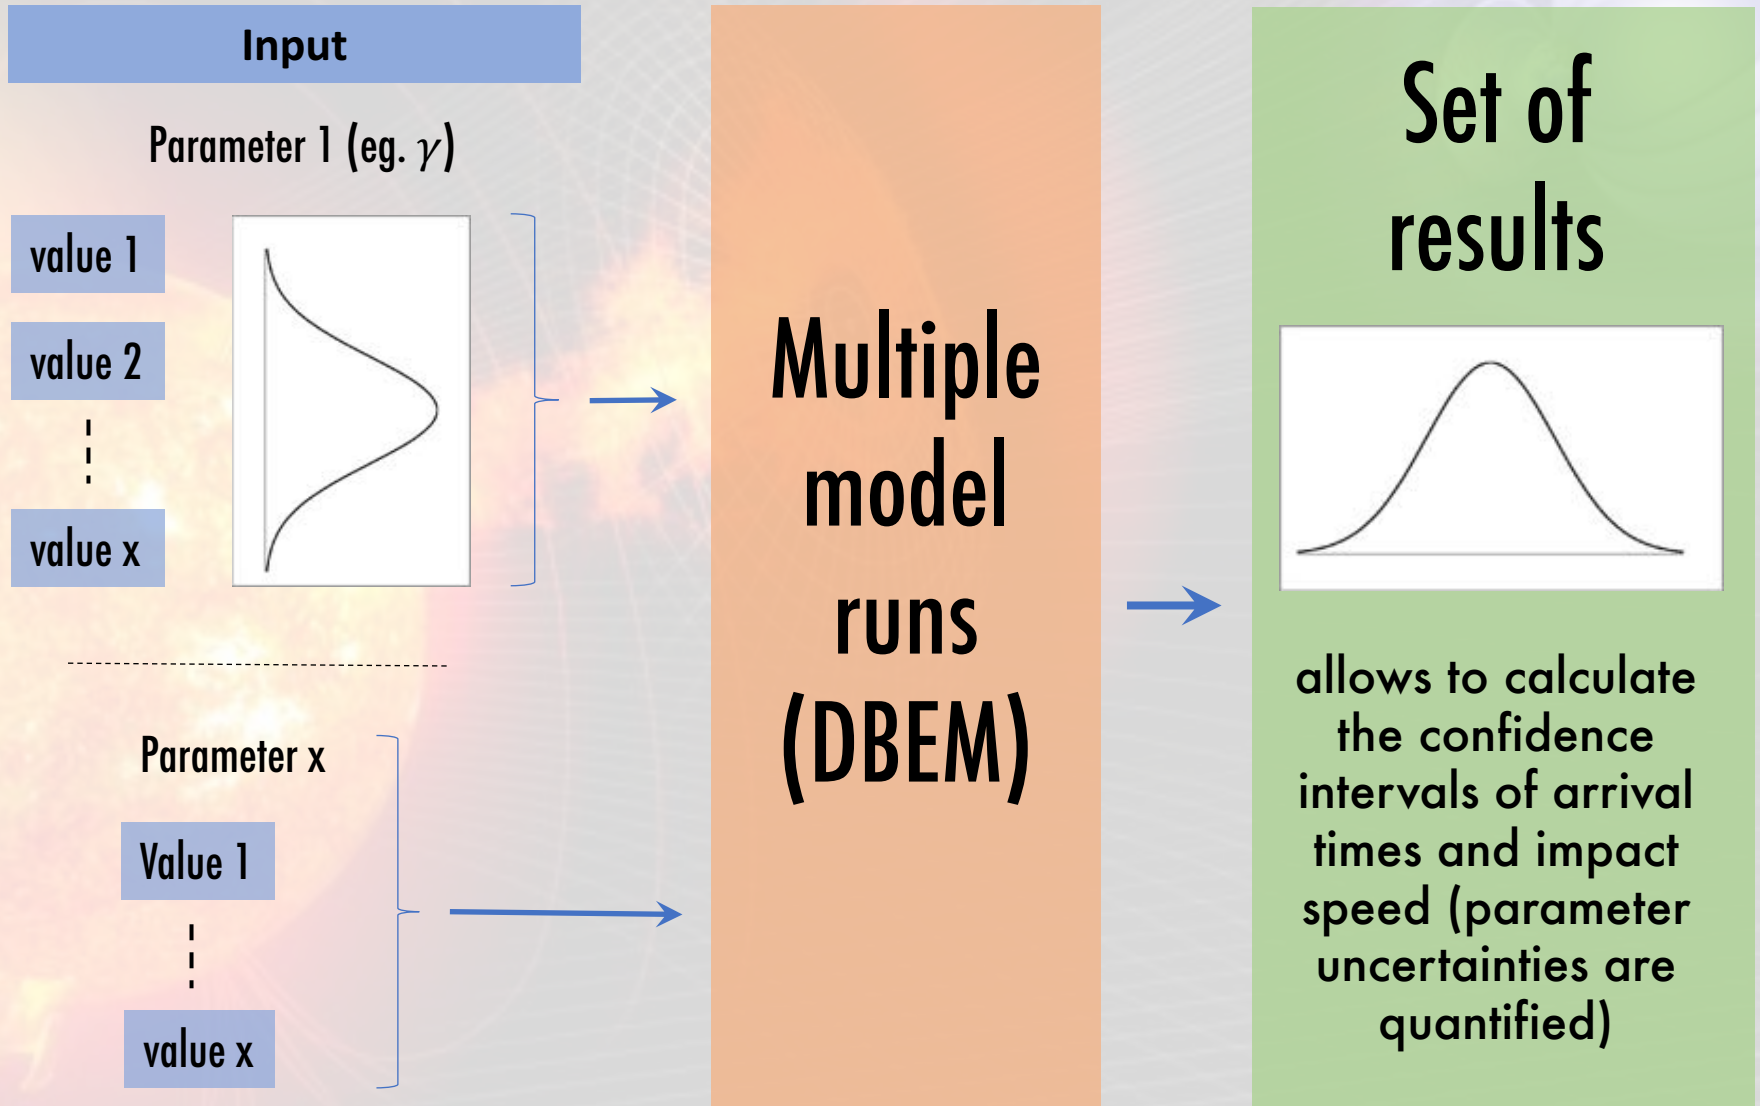 Input
Parameter 1 (eg. γ)
value 1
value 2
value x
Parameter x
Value 1
value x
Multiple
model
runs
(DBEM)
Set of
results
allows to calculate
the confidence
intervals of arrival
times and impact
speed (parameter
uncertainties are
quantified)